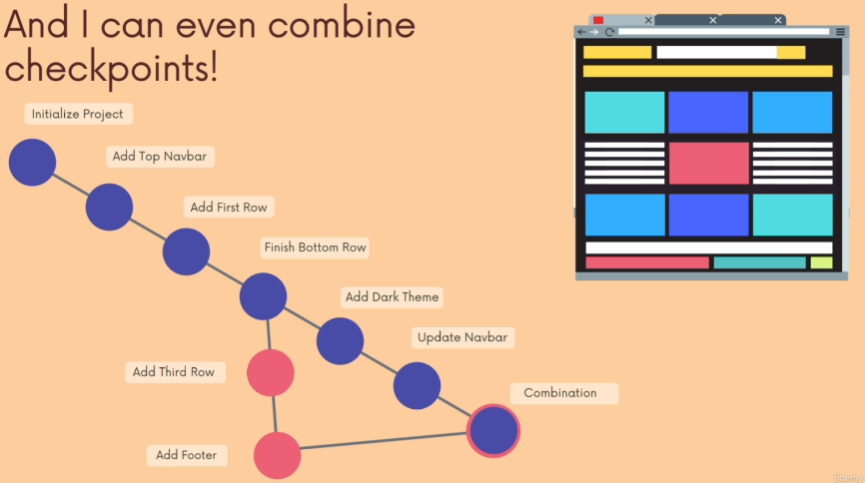 And I can even combine
checkpoints!
Initialize Project
Add Top Navbar
Add First Row
Finish Bottom Row
Add Dark Theme
Update Navbar
Add Third Row
Combination
Add Footer
Udemy